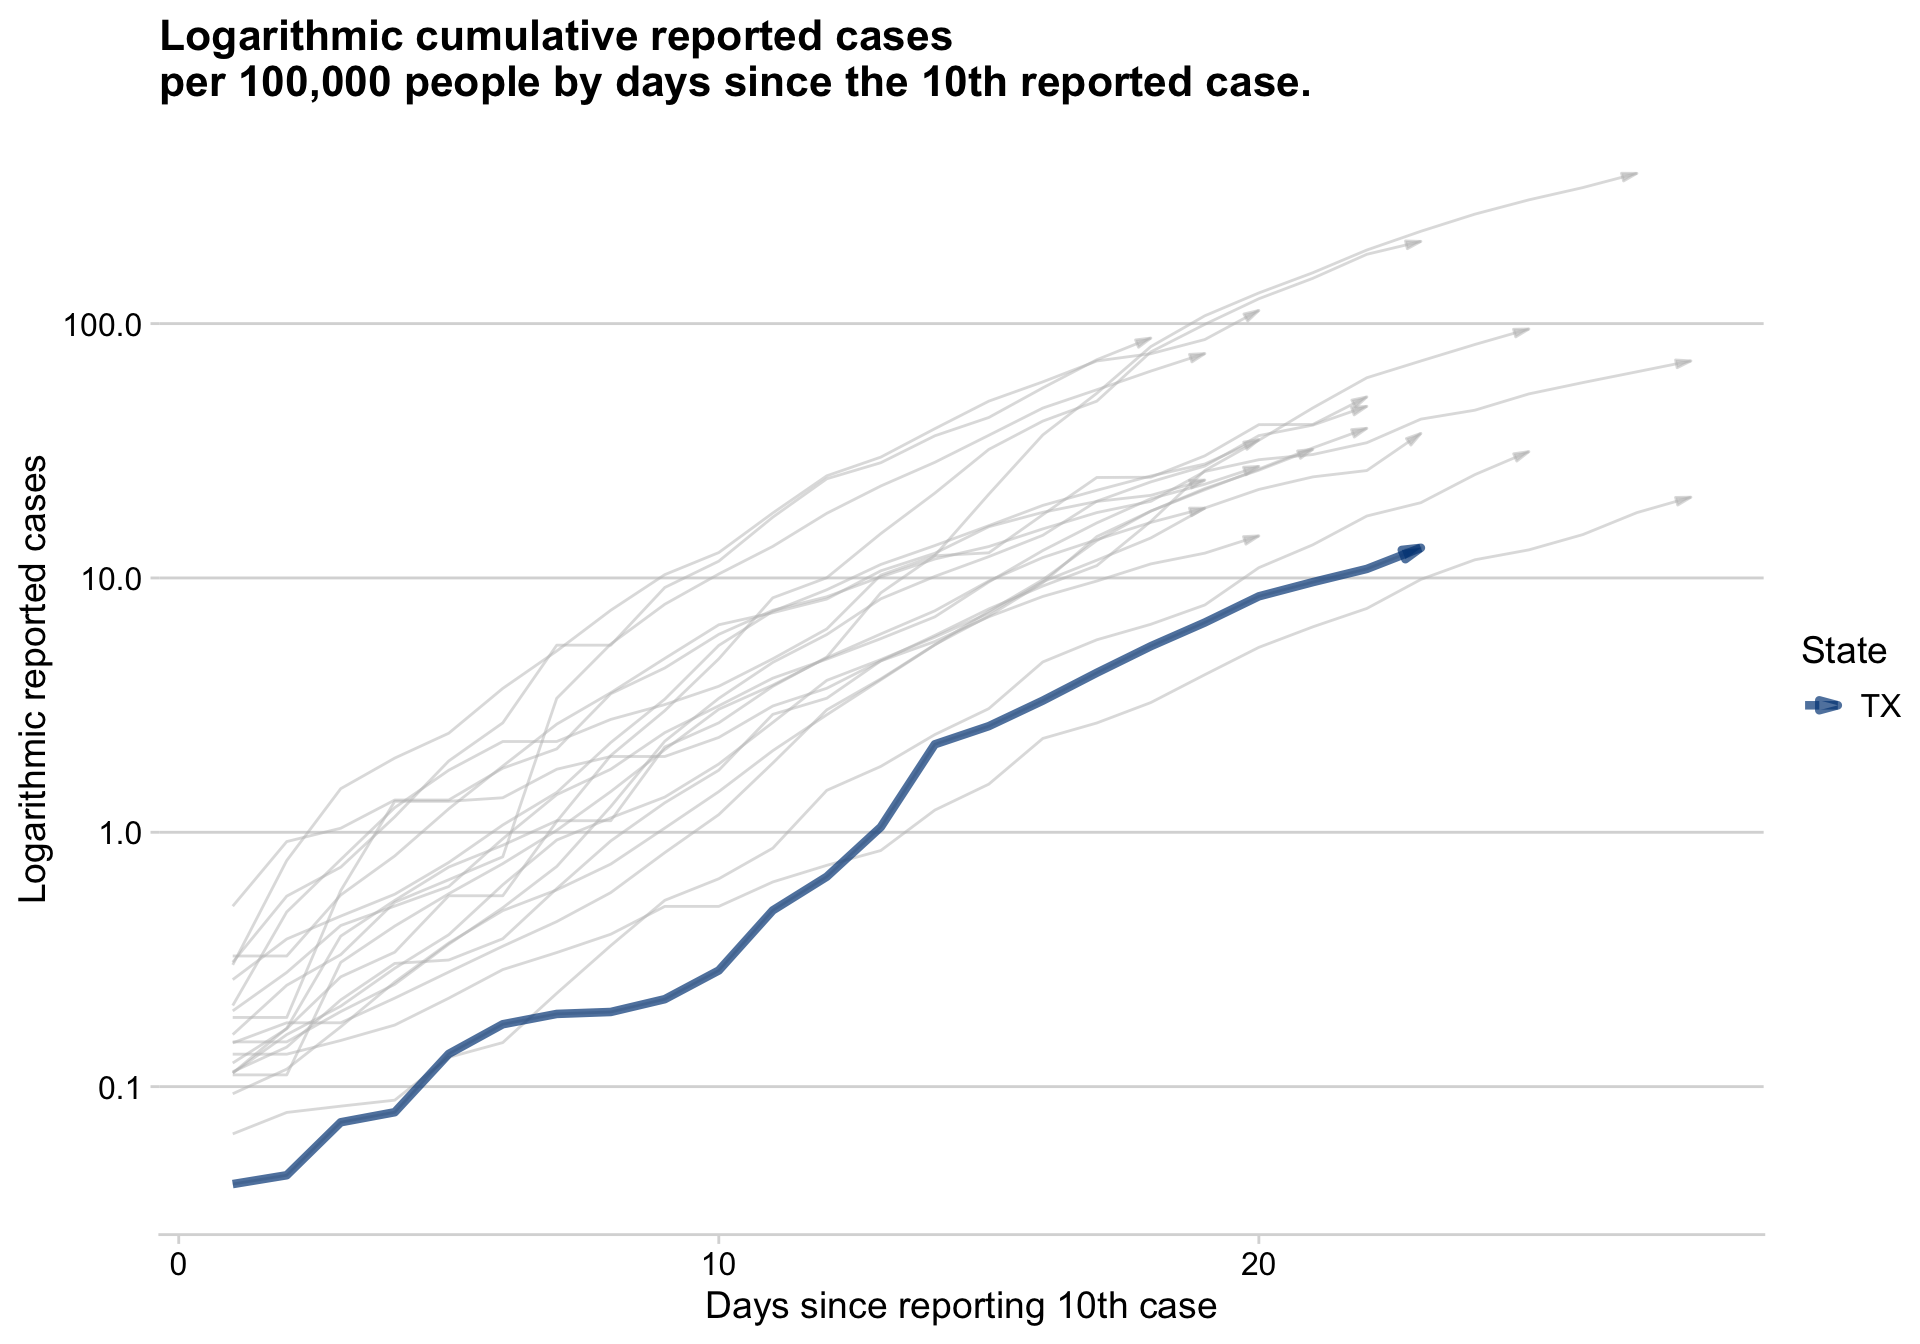 Logarithmic cumulative reported cases
per 100,000 people by days since the 10th reported case.
Logarithmic reported cases
100.0
10.0
1.0
0.1
0
10
20
Days since reporting 10th case
State
TX